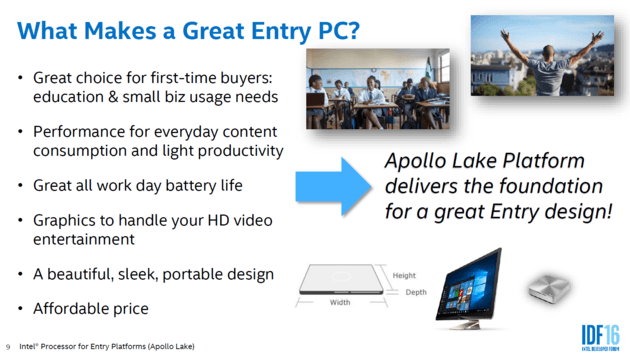 What Makes a Great Entry PC?
• Great choice for first-time buyers:
education & small biz usage needs
• Performance for everyday content
consumption and light productivity
• Great all work day battery life
• Graphics to handle your HD video
entertainment
• A beautiful, sleek, portable design
• Affordable price
Apollo Lake Platform
delivers the foundation
for a great Entry design!
Height
Depth
Width
9 Intel® Processor for Entry Platforms (Apollo Lake)
IDF16
INTEL DEVELOPER FORUM